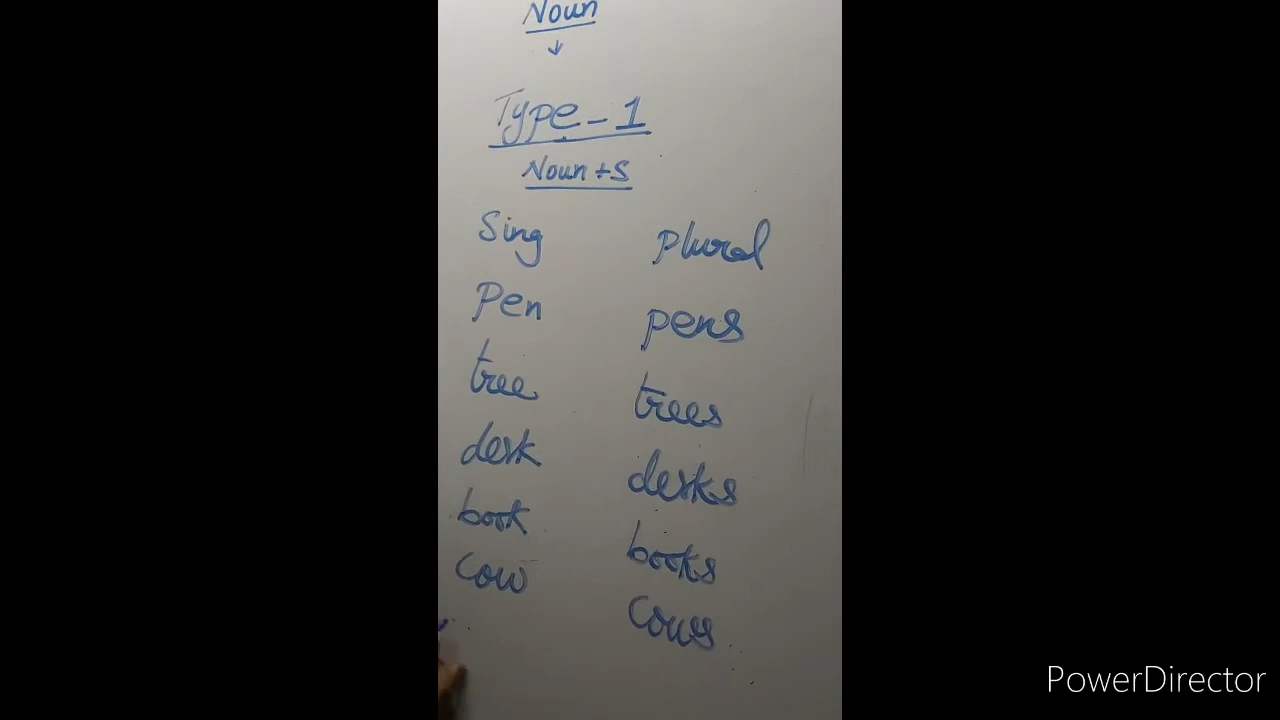 Noun
↓
Type-1
Noun+s
Sing plural
Pen pens
tree trees
desk desks
book books
Cow Cows
PowerDirector